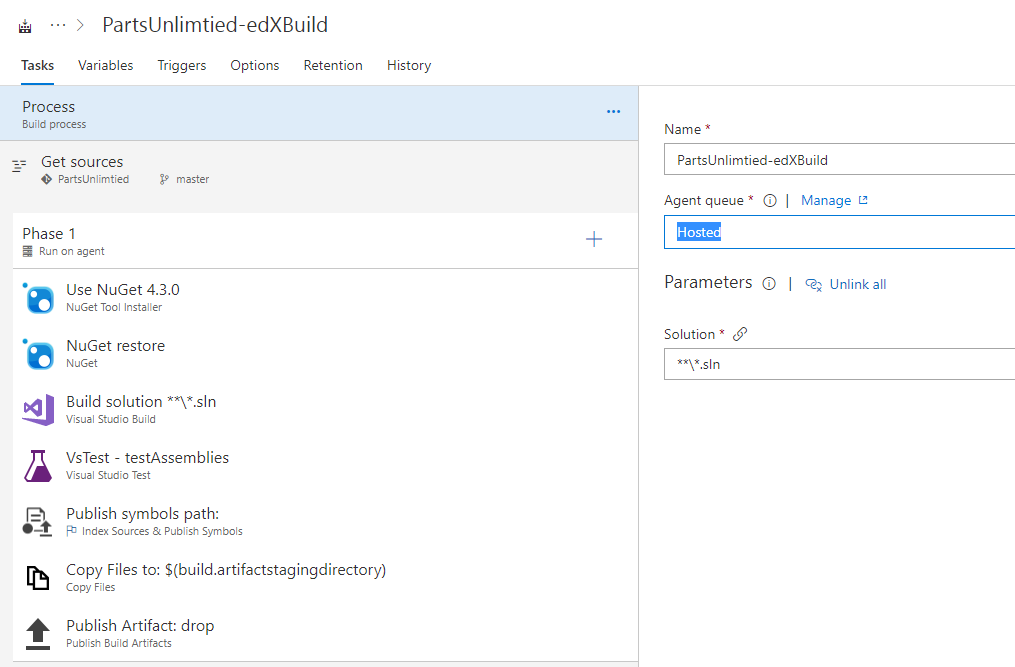 ··· > PartsUnlimtied-edXBuild
Tasks Variables Triggers Options Retention History
Process
Build process
...
Get sources
PartsUnlimtied master
Phase 1
Run on agent
Use NuGet 4.3.0
NuGet Tool Installer
NuGet restore
NuGet
Build solution **\*.sln
Visual Studio Build
VsTest - testAssemblies
Visual Studio Test
Publish symbols path:
Index Sources & Publish Symbols
Copy Files to: $(build.artifactstagingdirectory)
Copy Files
Publish Artifact: drop
Publish Build Artifacts
Name *
PartsUnlimtied-edXBuild
Agent queue * | Manage
Hosted
Parameters | Unlink all
Solution *
**\*.sln